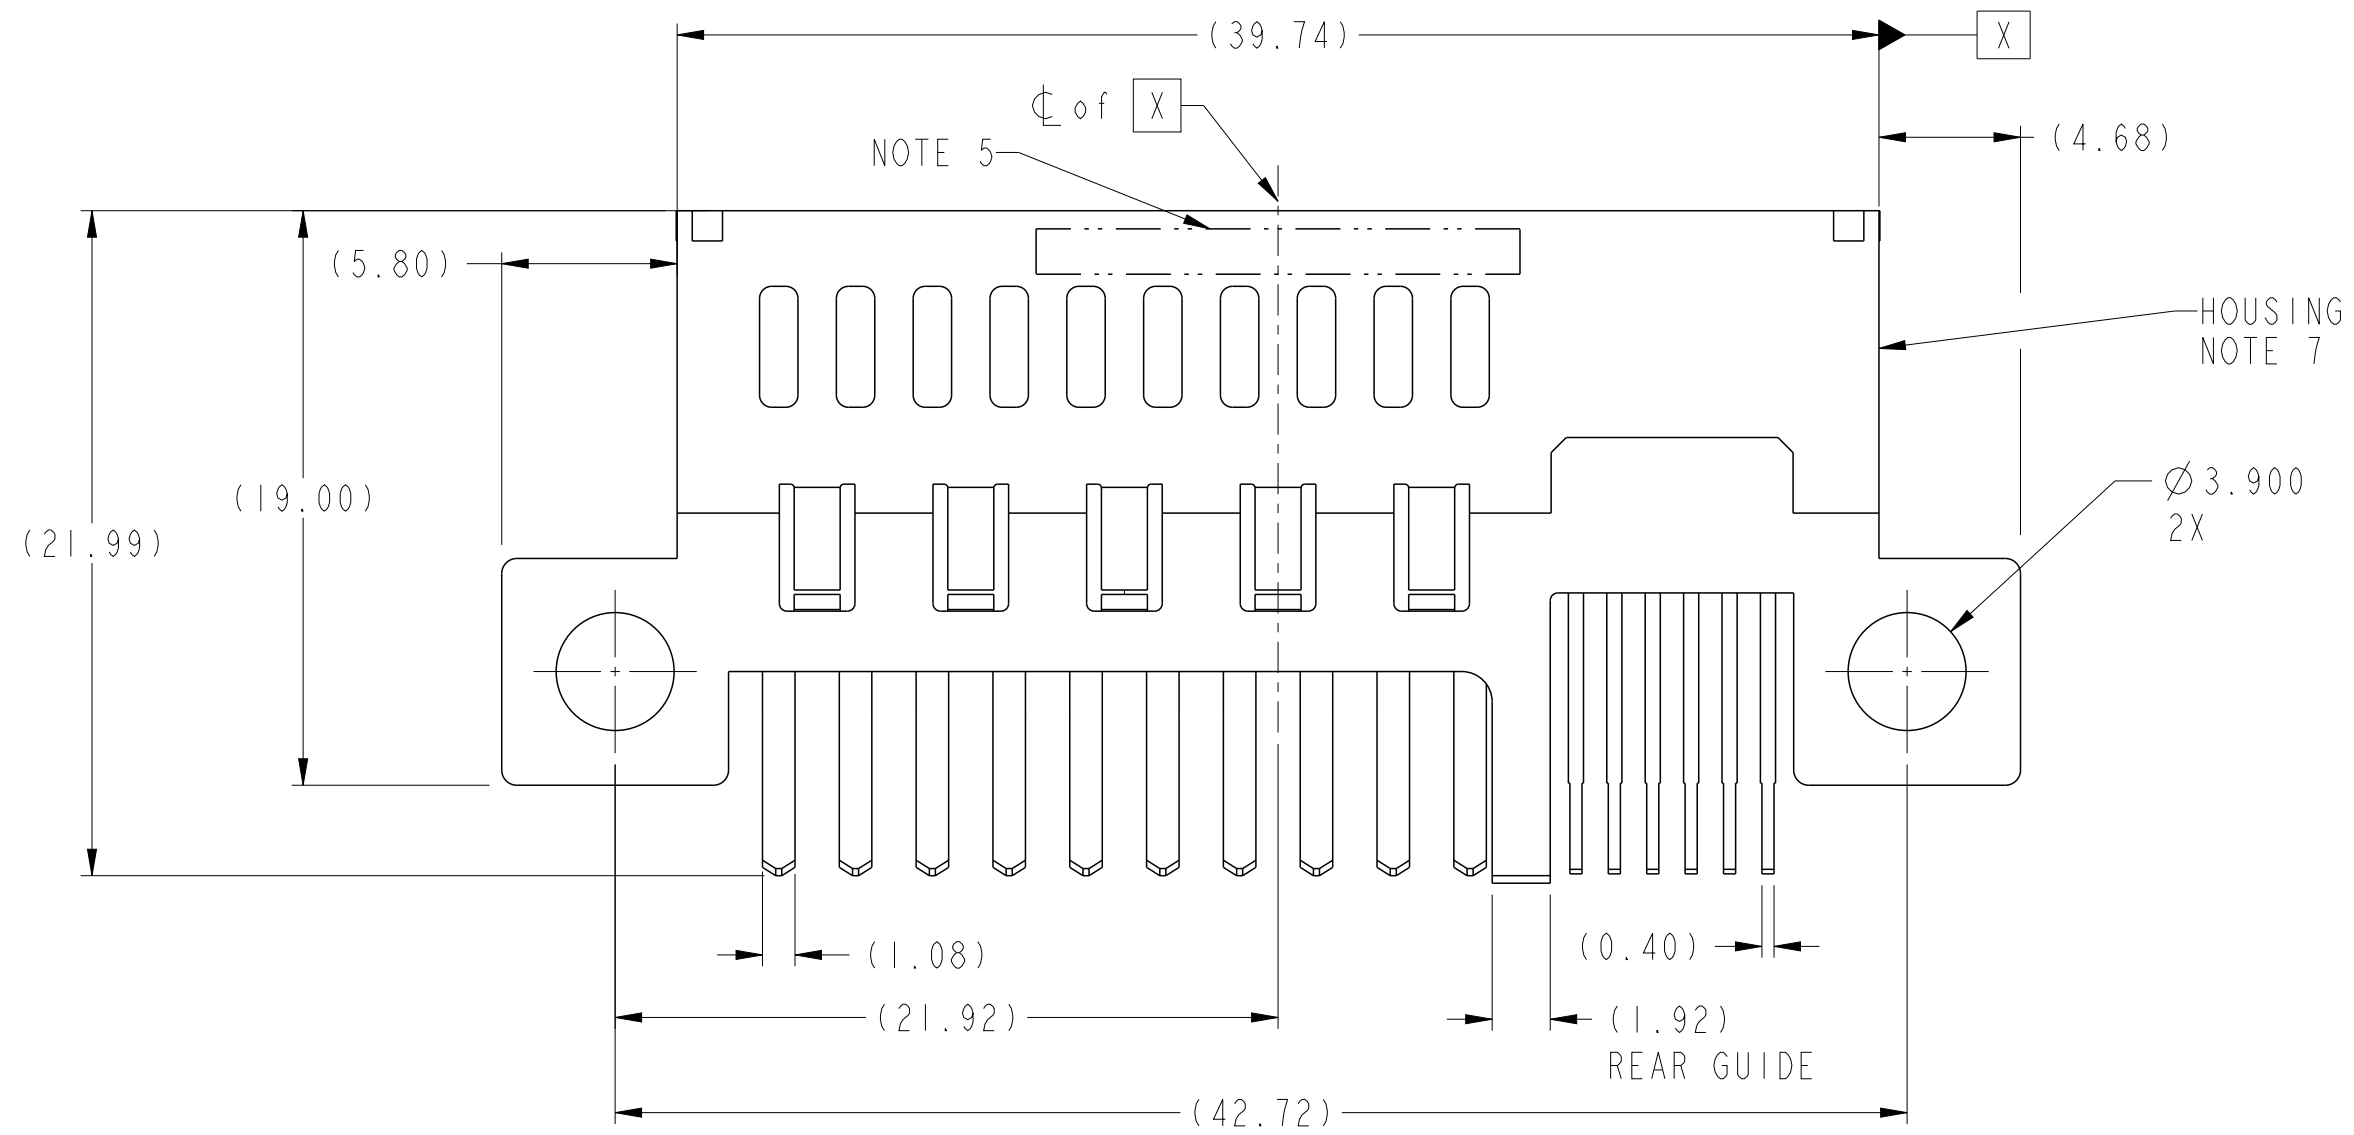 (39.74)
X
℄ of X
(4.68)
NOTE 5
(5.80)
HOUSING
NOTE 7
(19.00)
Ø3.900
2X
(21.99)
(1.08)
(0.40)
(21.92)
(1.92)
REAR GUIDE
(42.72)